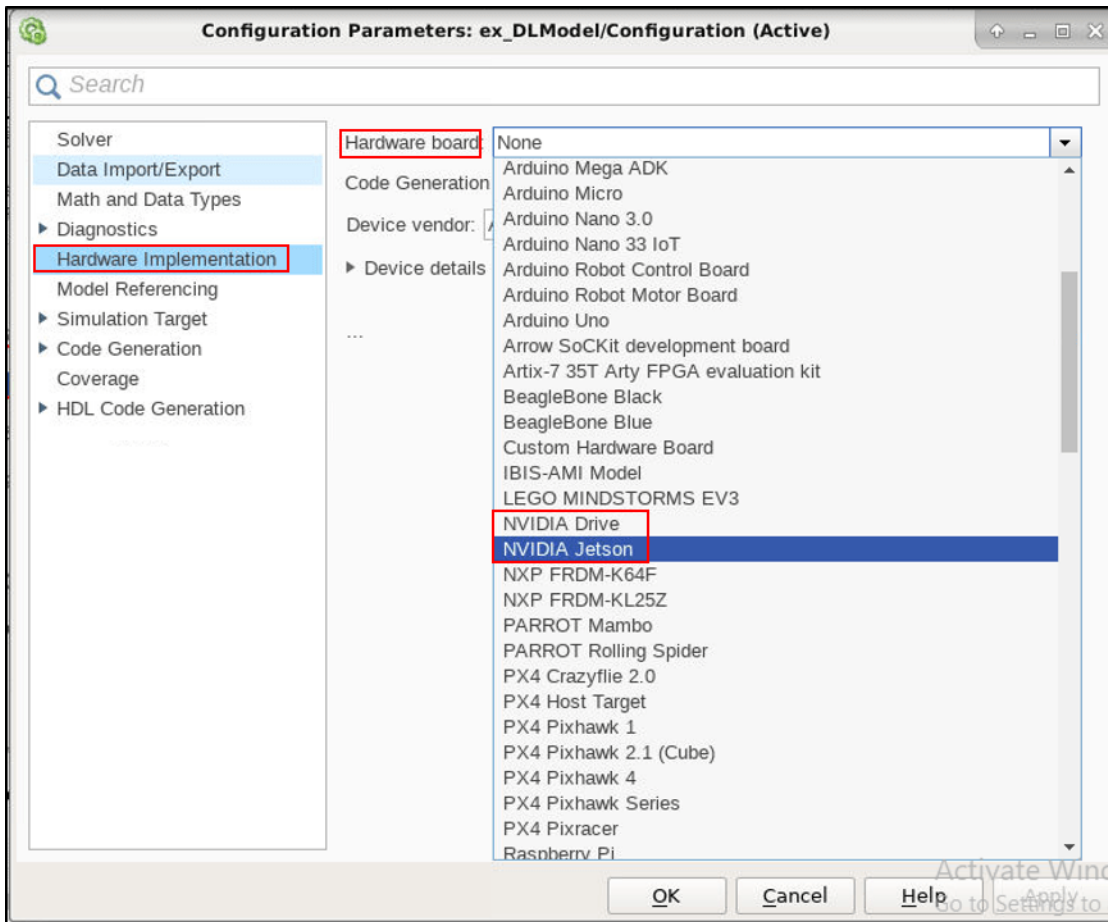 Configuration Parameters: ex_DLModel/Configuration (Active)
Search
Solver
Data Import/Export
Math and Data Types
Diagnostics
Hardware Implementation
Model Referencing
Simulation Target
Code Generation
Coverage
HDL Code Generation
Hardware board: None
Code Generation
Device vendor:
Device details
...
Arduino Mega ADK
Arduino Micro
Arduino Nano 3.0
Arduino Nano 33 IoT
Arduino Robot Control Board
Arduino Robot Motor Board
Arduino Uno
Arrow SoCKit development board
Artix-7 35T Arty FPGA evaluation kit
BeagleBone Black
BeagleBone Blue
Custom Hardware Board
IBIS-AMI Model
LEGO MINDSTORMS EV3
NVIDIA Drive
NVIDIA Jetson
NXP FRDM-K64F
NXP FRDM-KL25Z
PARROT Mambo
PARROT Rolling Spider
PX4 Crazyflie 2.0
PX4 Host Target
PX4 Pixhawk 1
PX4 Pixhawk 2.1 (Cube)
PX4 Pixhawk 4
PX4 Pixhawk Series
PX4 Pixracer
Raspberry Pi
Activate Wind
OK Cancel Help Apply
Go to Settings to